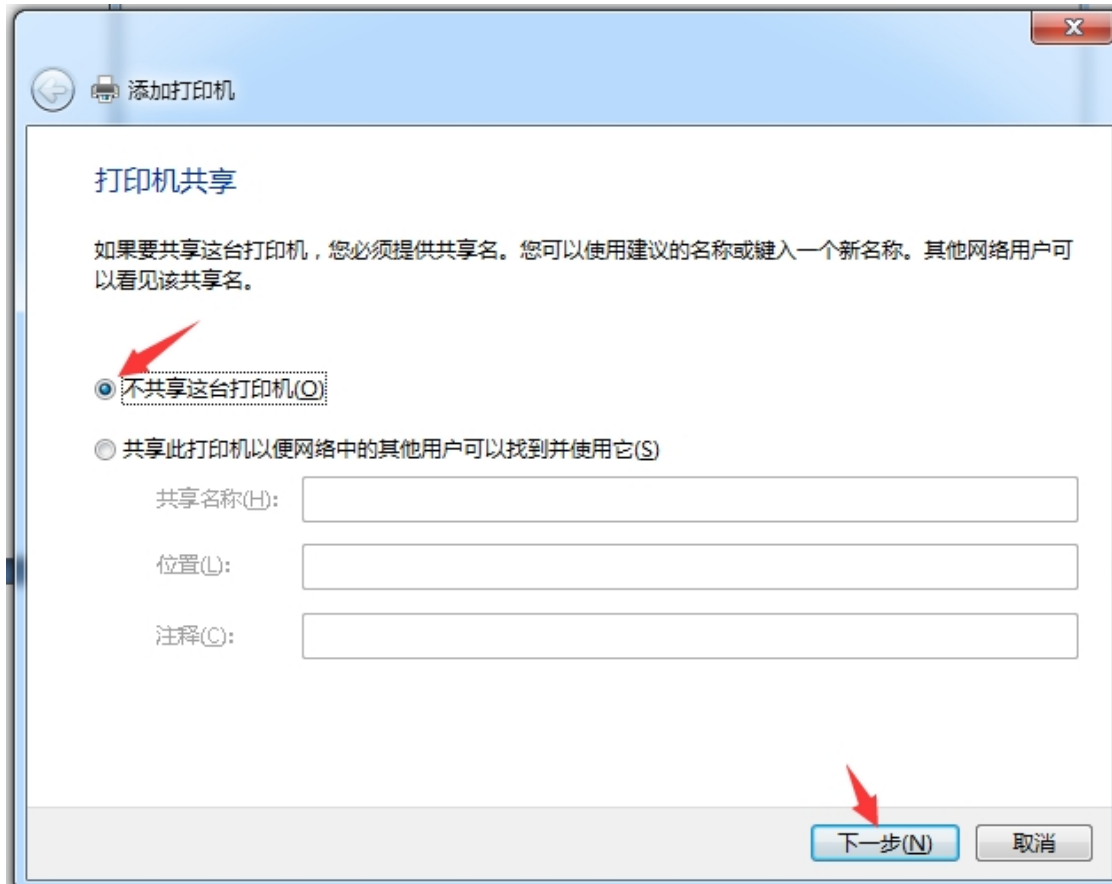 添加打印机
打印机共享
如果要共享这台打印机，您必须提供共享名。您可以使用建议的名称或键入一个新名称。其他网络用户可
以看见该共享名。
不共享这台打印机(O)
共享此打印机以便网络中的其他用户可以找到并使用它(S)
共享名称(H):
位置(L):
注释(C):
下一步(N) 取消